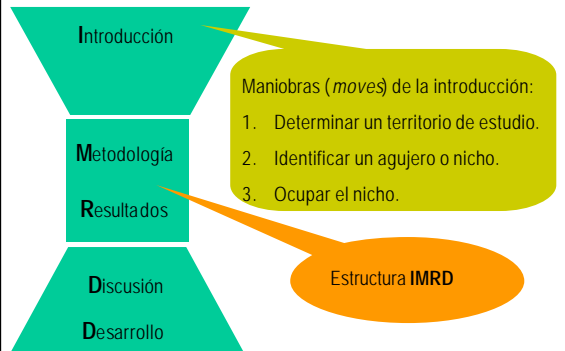 Introducción
Metodología
Resultados
Discusión
Desarrollo
Maniobras (moves) de la introducción:
1. Determinar un territorio de estudio.
2. Identificar un agujero o nicho.
3. Ocupar el nicho.
Estructura IMRD